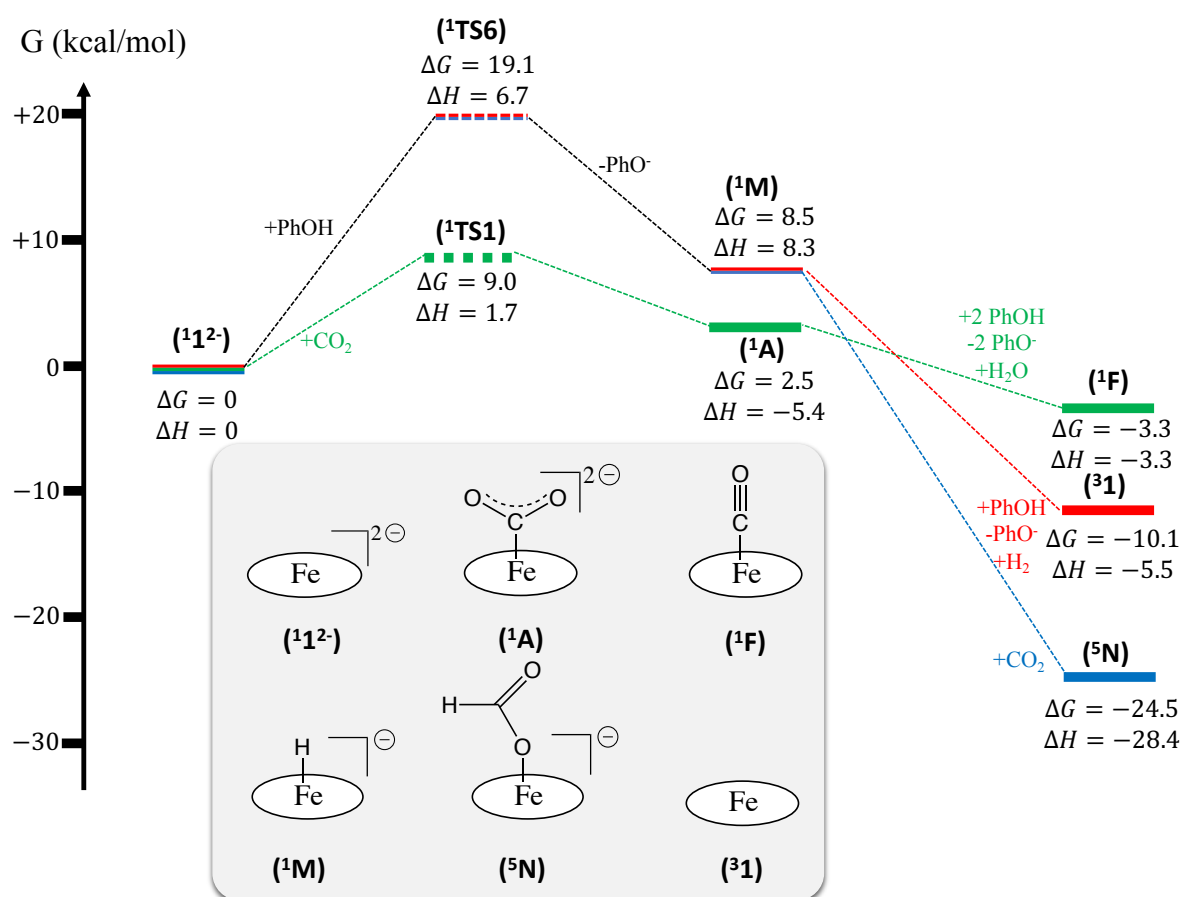 G (kcal/mol)
(¹TS6)
ΔG = 19.1
ΔH = 6.7
+20
-PhO⁻
(¹M)
ΔG = 8.5
ΔH = 8.3
+PhOH
+10
(¹TS1)
ΔG = 9.0
ΔH = 1.7
+CO₂
(¹1²⁻)
0
ΔG = 0
ΔH = 0
(¹A)
ΔG = 2.5
ΔH = −5.4
+2 PhOH
-2 PhO⁻
+H₂O
(¹F)
ΔG = −3.3
ΔH = −3.3
(³1)
+PhOH
-PhO⁻
+H₂
ΔG = −10.1
ΔH = −5.5
−10
−20
+CO₂
(⁵N)
ΔG = −24.5
ΔH = −28.4
−30
Fe
2⊖
(¹1²⁻)
O O
C
2⊖
Fe
(¹A)
O
C
Fe
(¹F)
H
⊖
Fe
(¹M)
O
H
O
⊖
Fe
(⁵N)
Fe
(³1)